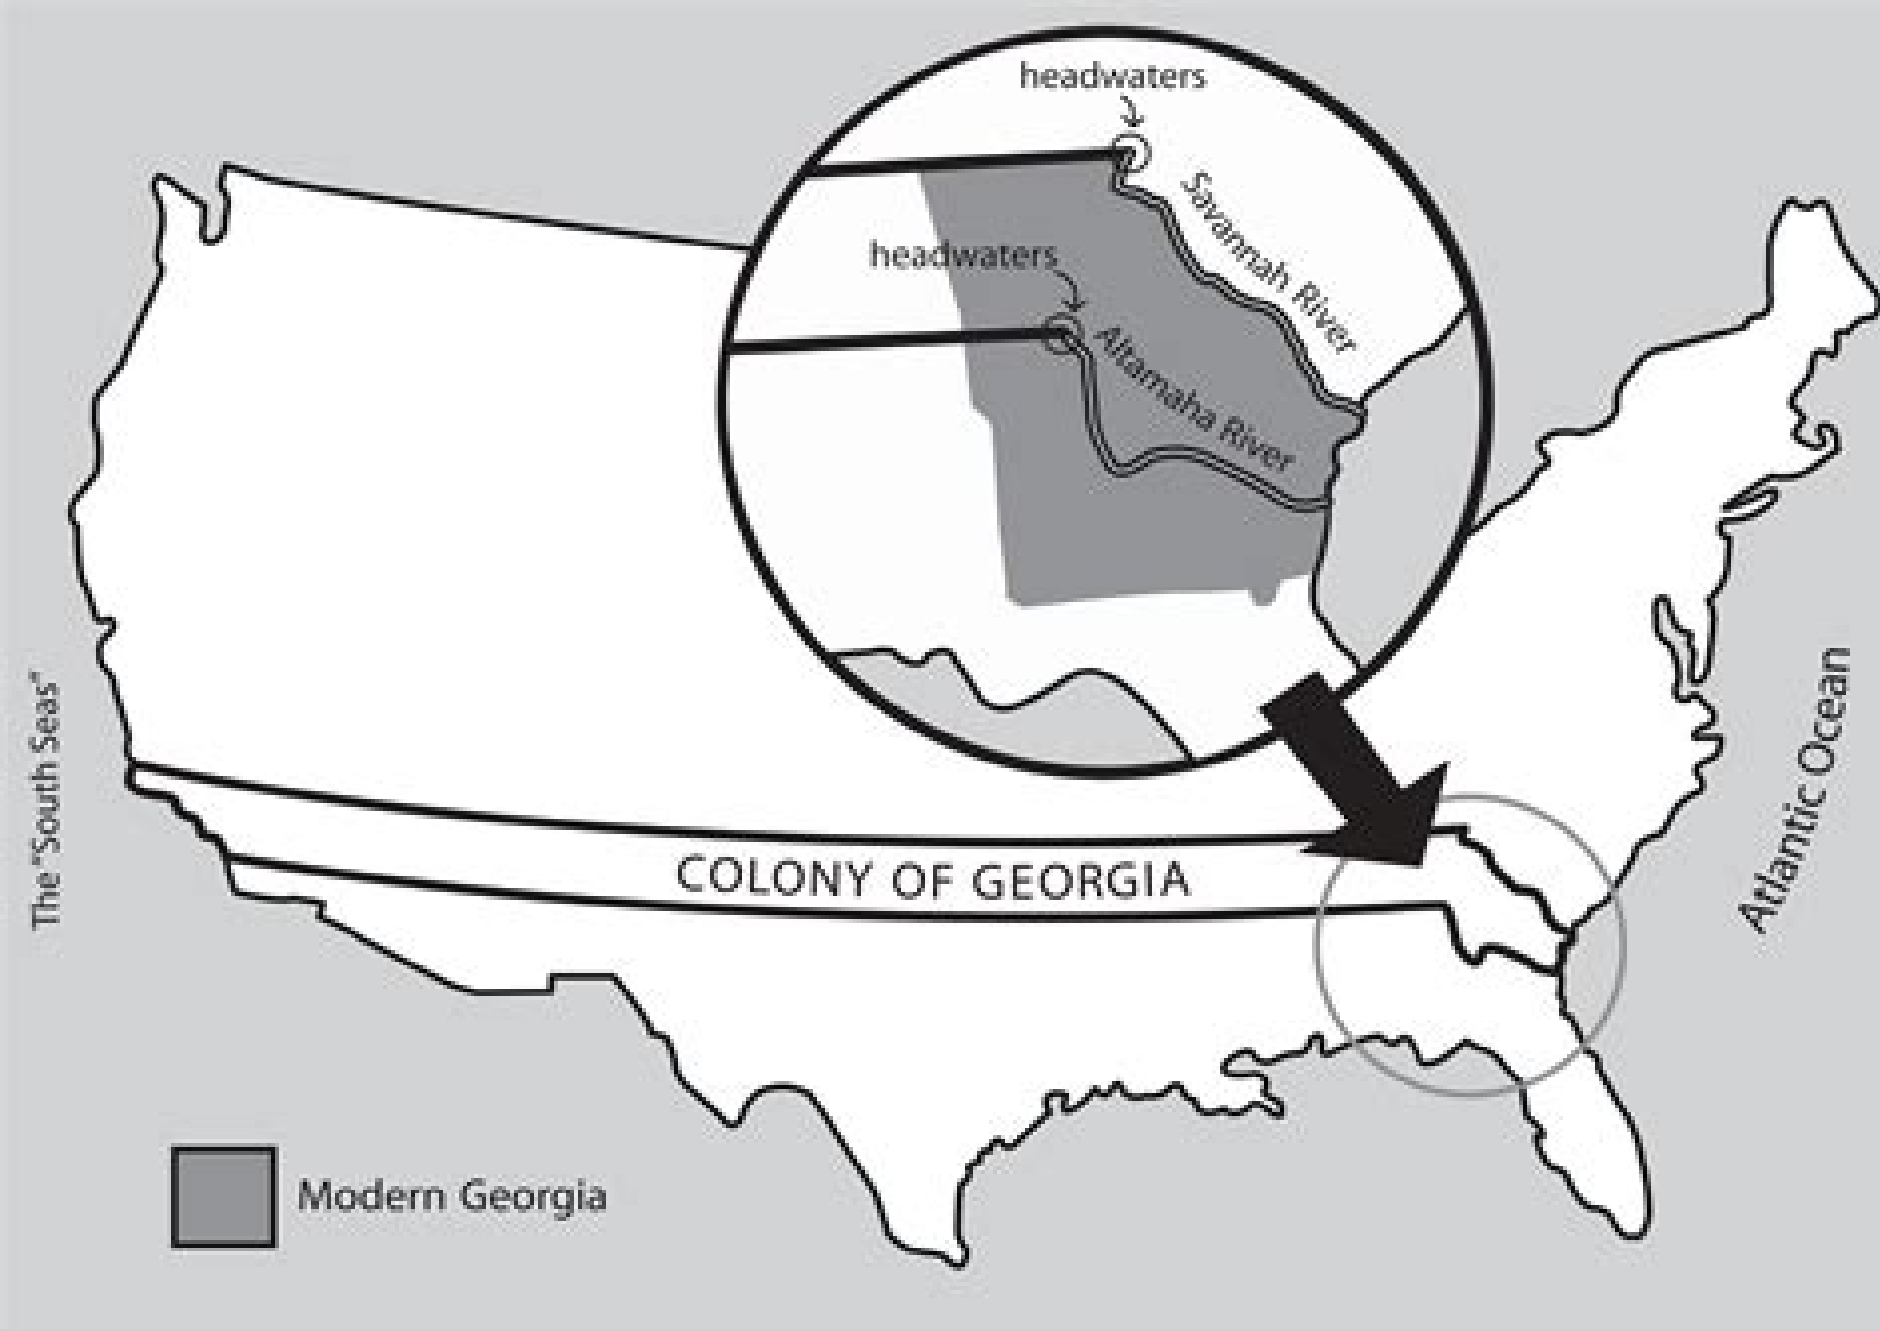 headwaters
Savannah River
headwaters
Altamaha River
The "South Seas"
Atlantic Ocean
COLONY OF GEORGIA
Modern Georgia